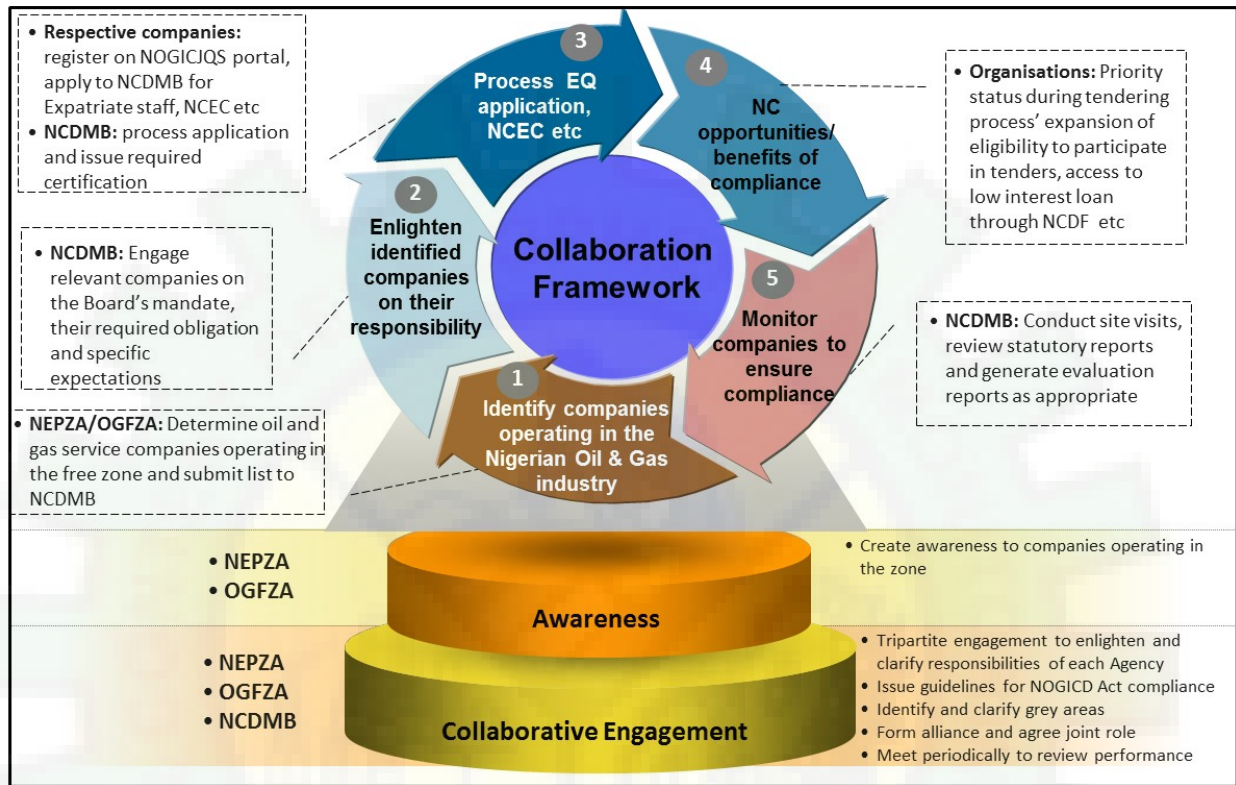 • Respective companies:
register on NOGICJQS portal,
apply to NCDMB for
Expatriate staff, NCEC etc
• NCDMB: process application
and issue required
certification
• NCDMB: Engage
relevant companies on
the Board's mandate,
their required obligation
and specific
expectations
• NEPZA/OGFZA: Determine oil and
gas service companies operating in
the free zone and submit list to
NCDMB
3
Process EQ
application,
NCEC etc
4
NC
opportunities/
benefits of
compliance
2
Enlighten
identified
companies
on their
responsibility
Collaboration
Framework
5
Monitor
companies to
ensure
compliance
1
Identify companies
operating in the
Nigerian Oil & Gas
industry
• Organisations: Priority
status during tendering
process' expansion of
eligibility to participate
in tenders, access to
low interest loan
through NCDF etc
• NCDMB: Conduct site visits,
review statutory reports
and generate evaluation
reports as appropriate
• NEPZA
• OGFZA
Awareness
• Create awareness to companies operating in
the zone
• NEPZA
• OGFZA
• NCDMB
Collaborative Engagement
• Tripartite engagement to enlighten and
clarify responsibilities of each Agency
• Issue guidelines for NOGICD Act compliance
• Identify and clarify grey areas
• Form alliance and agree joint role
• Meet periodically to review performance